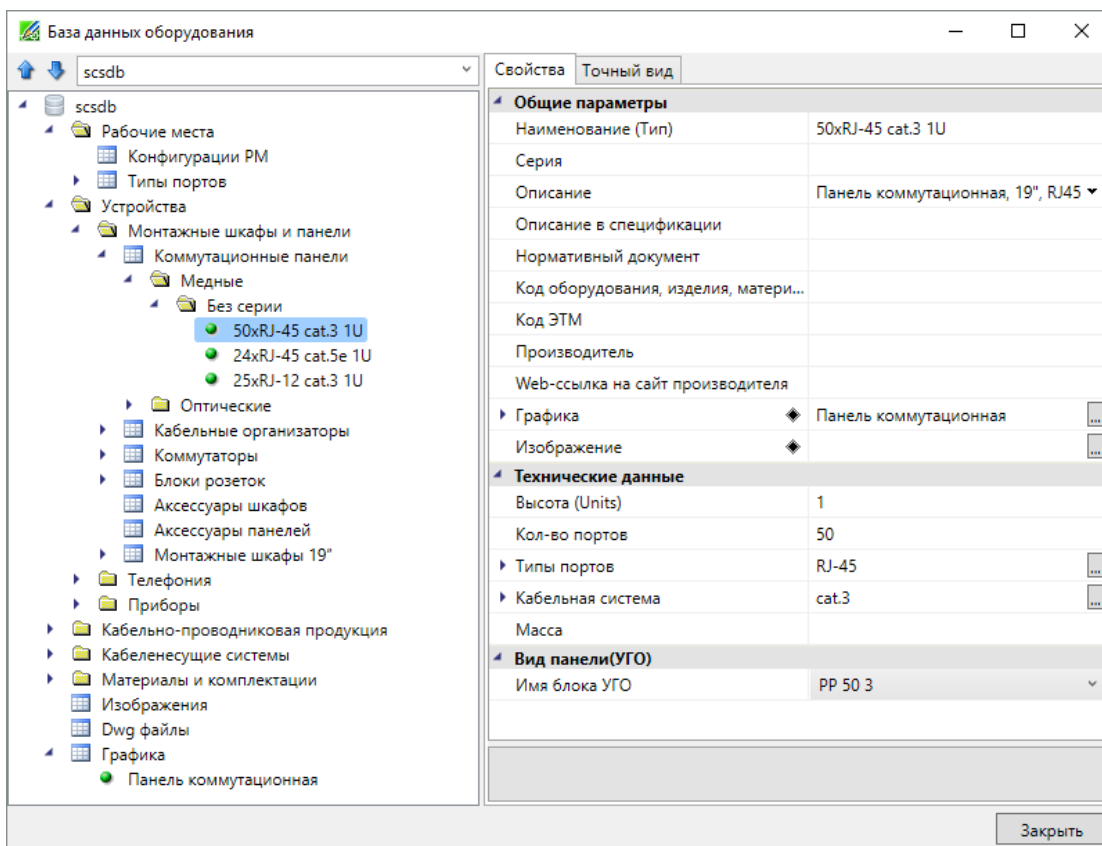 База данных оборудования
scsdb
scsdb
Рабочие места
Конфигурации РМ
Типы портов
Устройства
Монтажные шкафы и панели
Коммутационные панели
Медные
Без серии
50xRJ-45 cat.3 1U
24xRJ-45 cat.5e 1U
25xRJ-12 cat.3 1U
Оптические
Кабельные организаторы
Коммутаторы
Блоки розеток
Аксессуары шкафов
Аксессуары панелей
Монтажные шкафы 19"
Телефония
Приборы
Кабельно-проводниковая продукция
Кабеленесущие системы
Материалы и комплектации
Изображения
Dwg файлы
Графика
Панель коммутационная
Свойства Точный вид
Общие параметры
Наименование (Тип) 50xRJ-45 cat.3 1U
Серия
Описание Панель коммутационная, 19", RJ45
Описание в спецификации
Нормативный документ
Код оборудования, изделия, матери...
Код ЭТМ
Производитель
Web-ссылка на сайт производителя
Графика Панель коммутационная ...
Изображение ...
Технические данные
Высота (Units) 1
Кол-во портов 50
Типы портов RJ-45 ...
Кабельная система cat.3 ...
Масса
Вид панели(УГО)
Имя блока УГО PP 50 3
Закрыть